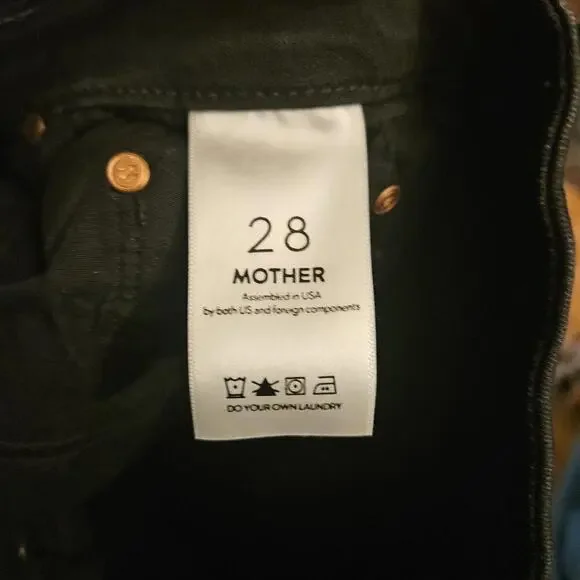 28
MOTHER
Assembled in USA
by both US and foreign components
DO YOUR OWN LAUNDRY